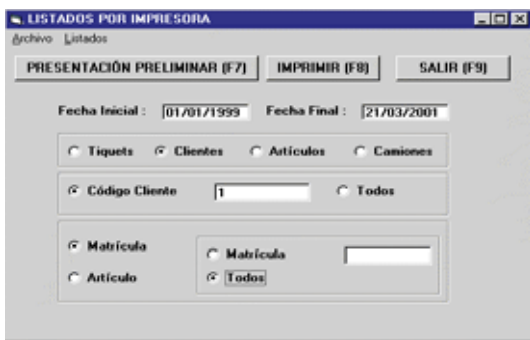 LISTADOS POR IMPRESORA
Archivo Listados
PRESENTACIÓN PRELIMINAR (F7) IMPRIMIR (F8) SALIR (F9)
Fecha Inicial : 01/01/1999 Fecha Final : 21/03/2001
Tiquets Clientes Artículos Camiones
Código Cliente 1 Todos
Matrícula
Matrícula
Artículo
Todos